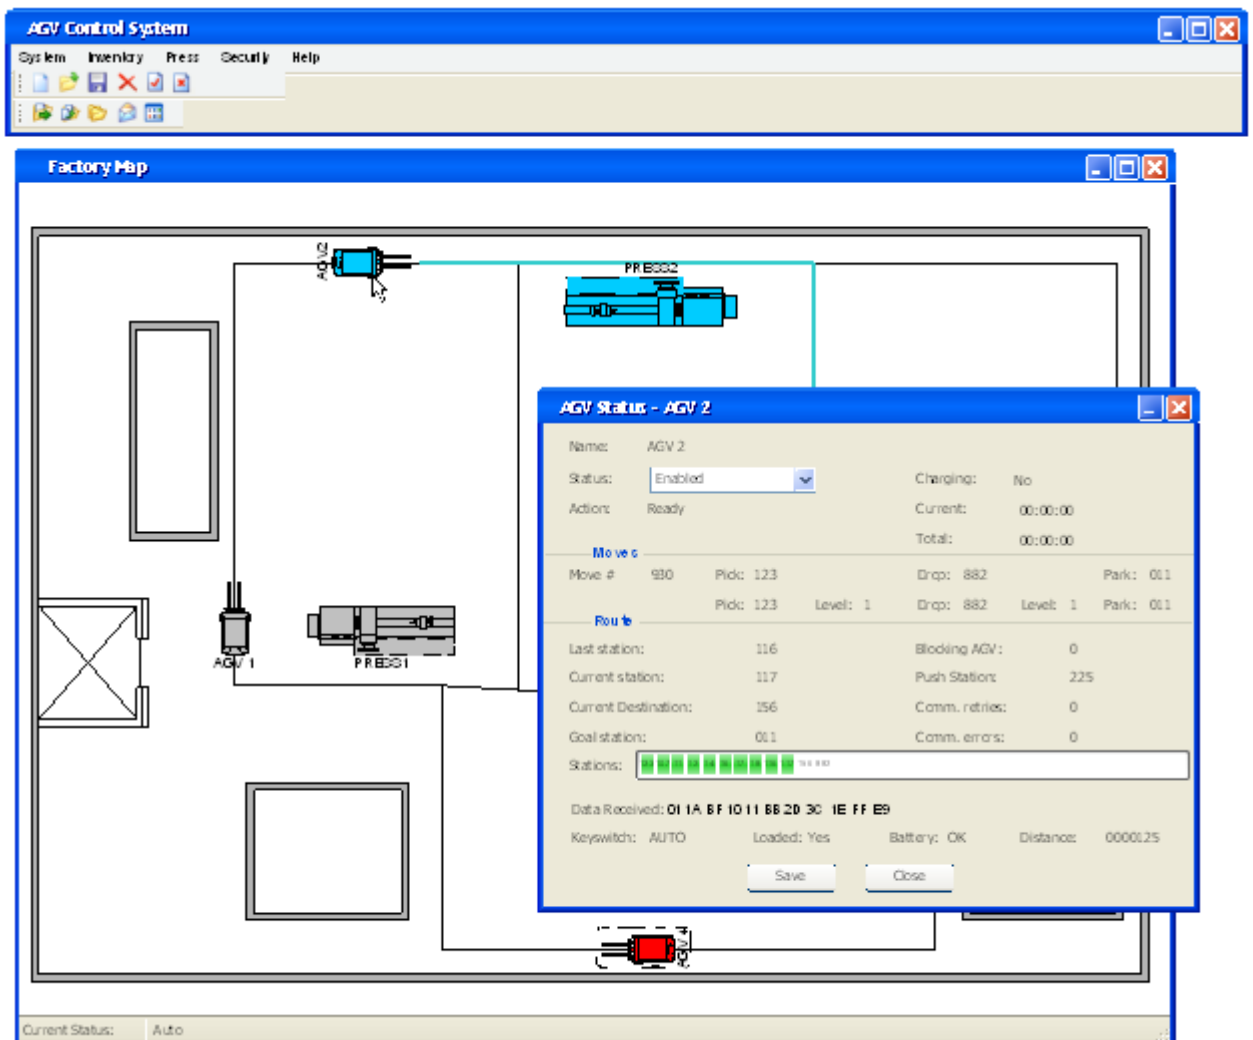 AGV Control System
System Inventory Press Security Help
Factory Map
AGV2
PRESS2
AGV Status - AGV 2
Name: AGV 2
Status: Enabled Charging: No
Action: Ready Current: 00:00:00
Total: 00:00:00
Moves
Move # 930 Pick: 123 Drop: 882 Park: 011
Pick: 123 Level: 1 Drop: 882 Level: 1 Park: 011
Route
Last station: 116 Blocking AGV: 0
Current station: 117 Push Station: 225
Current Destination: 156 Comm. retries: 0
Goal station: 011 Comm. errors: 0
Stations:
Data Received: 01 1A BF 10 11 BB 2D 3C 1E FF E9
Keyswitch: AUTO Loaded: Yes Battery: OK Distance: 0000125
Save Close
AGV 1
PRESS1
AGV 4
Current Status: Auto